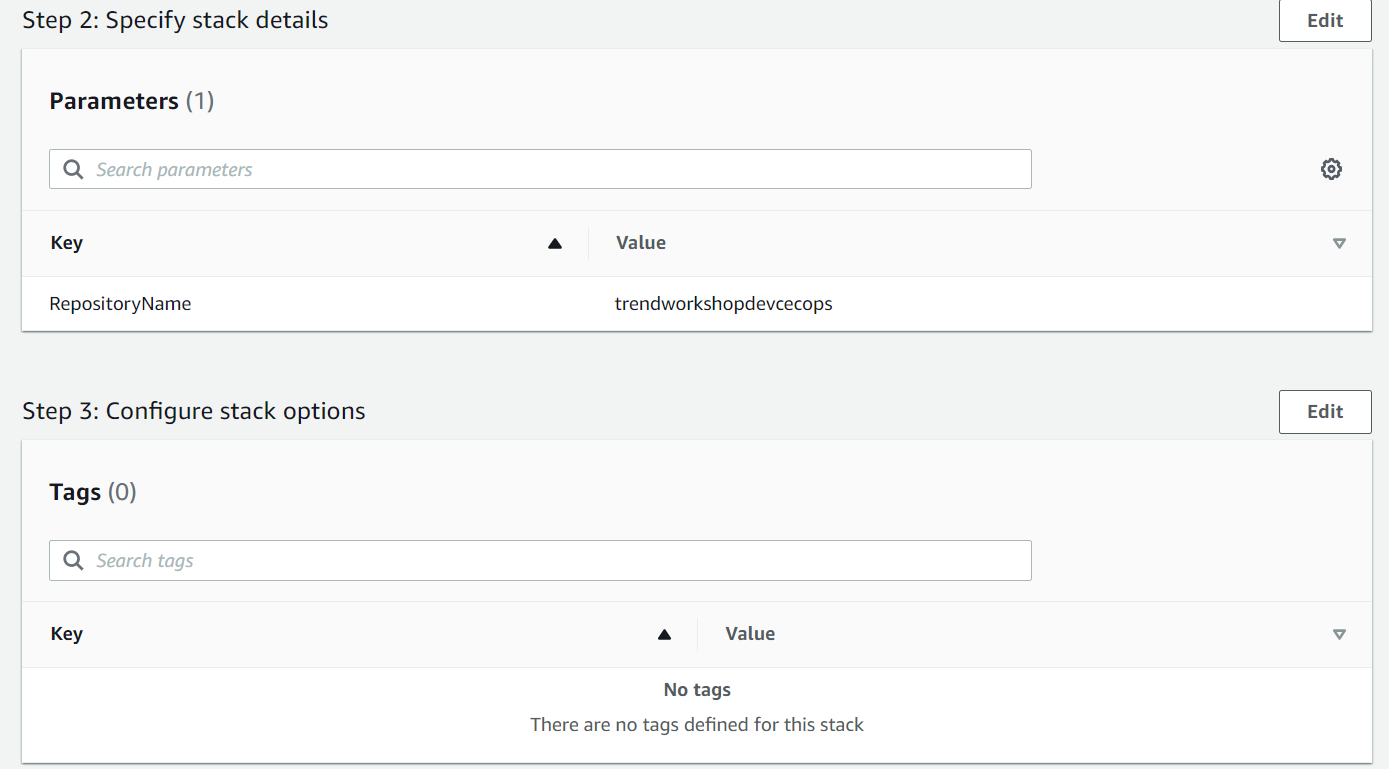 Step 2: Specify stack details
Edit
Parameters (1)
Search parameters
Key Value
RepositoryName trendworkshopdevcecops
Step 3: Configure stack options
Edit
Tags (0)
Search tags
Key Value
No tags
There are no tags defined for this stack